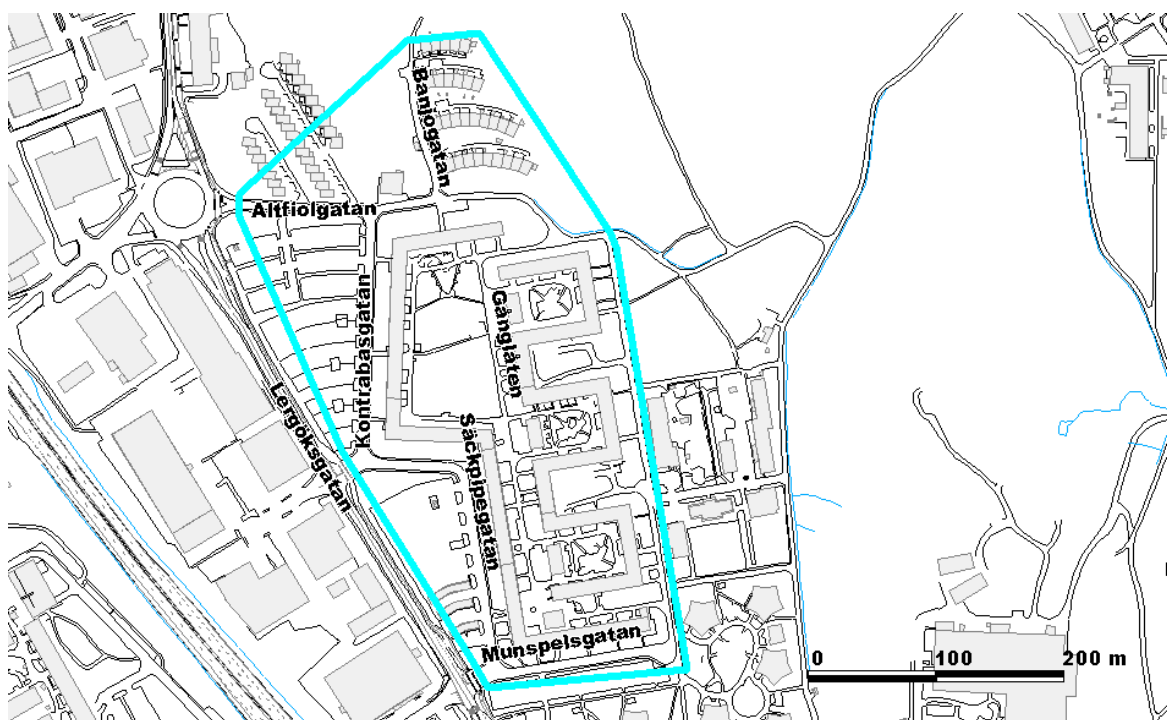 Banjogatan
Altfiolgatan
Kontrabasgatan
Gånglåten
Lergöksgatan
Säckpipegatan
Munspelsgatan
0 100 200 m